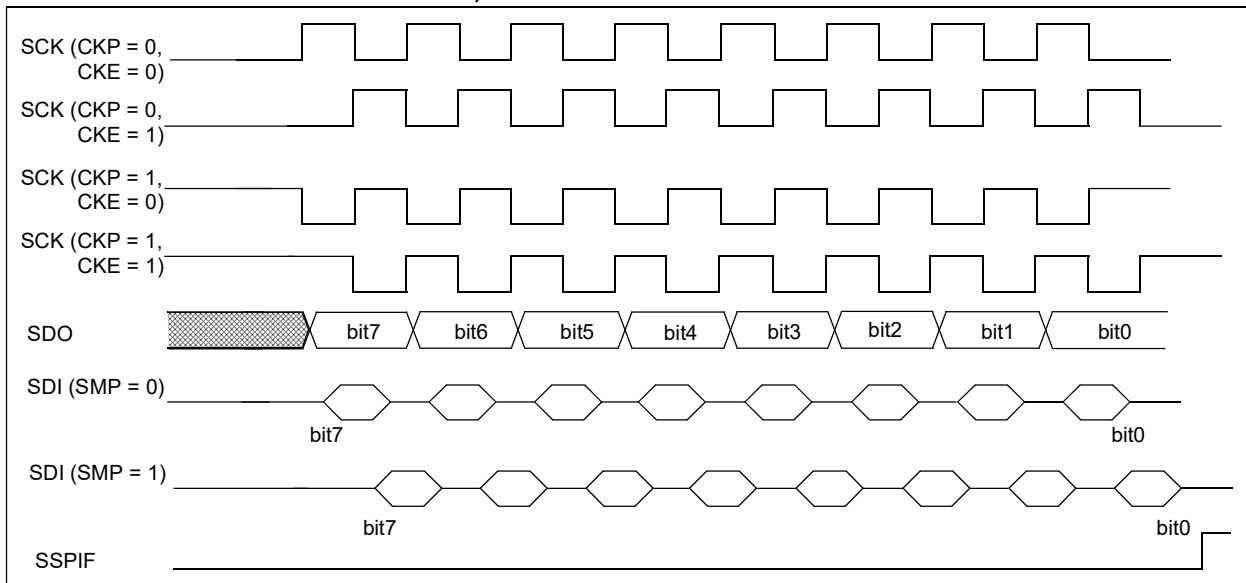 SCK (CKP = 0,
CKE = 0)
SCK (CKP = 0,
CKE = 1)
SCK (CKP = 1,
CKE = 0)
SCK (CKP = 1,
CKE = 1)
SDO bit7 bit6 bit5 bit4 bit3 bit2 bit1 bit0
SDI (SMP = 0)
bit7 bit0
SDI (SMP = 1)
bit7 bit0
SSPIF